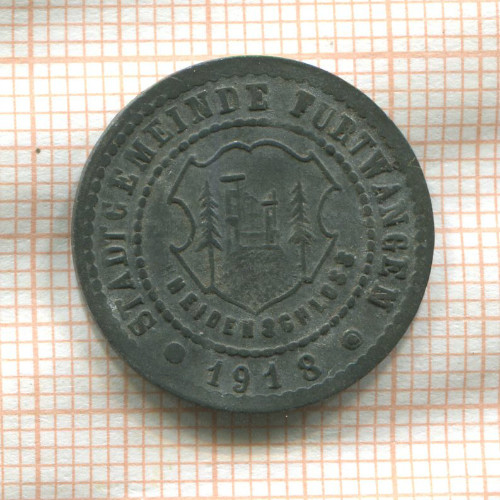 STADTGEMEINDE FURTWANGEN
HEIDENSCHLOSS
1918